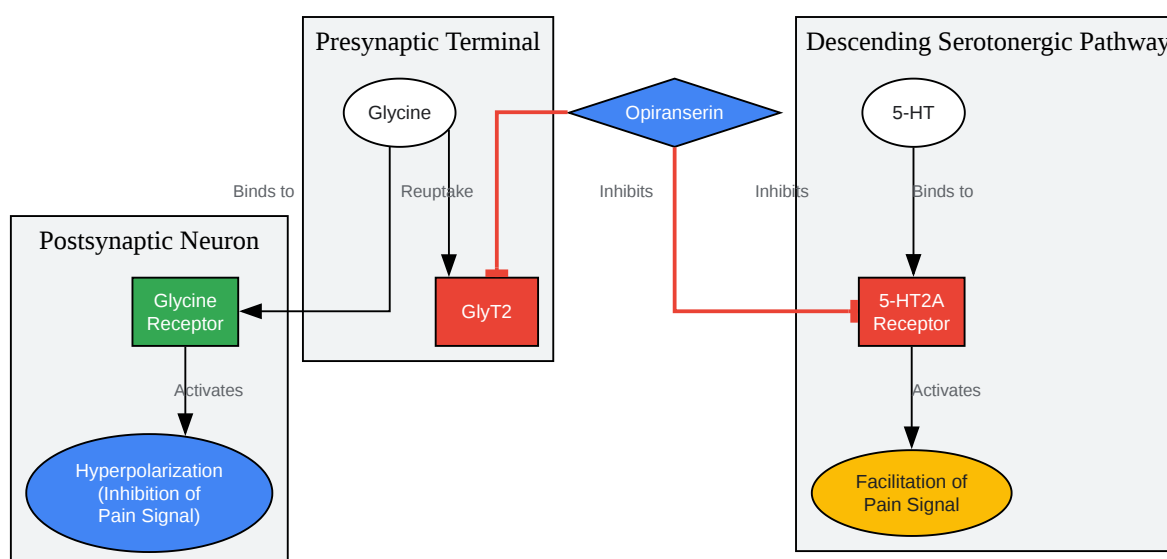 Presynaptic Terminal
Descending Serotonergic Pathway
Glycine
Opiranserin
5-HT
Binds to
Reuptake
Inhibits
Inhibits
Binds to
Postsynaptic Neuron
Glycine
Receptor
GlyT2
5-HT2A
Receptor
Activates
Activates
Hyperpolarization
(Inhibition of
Pain Signal)
Facilitation of
Pain Signal